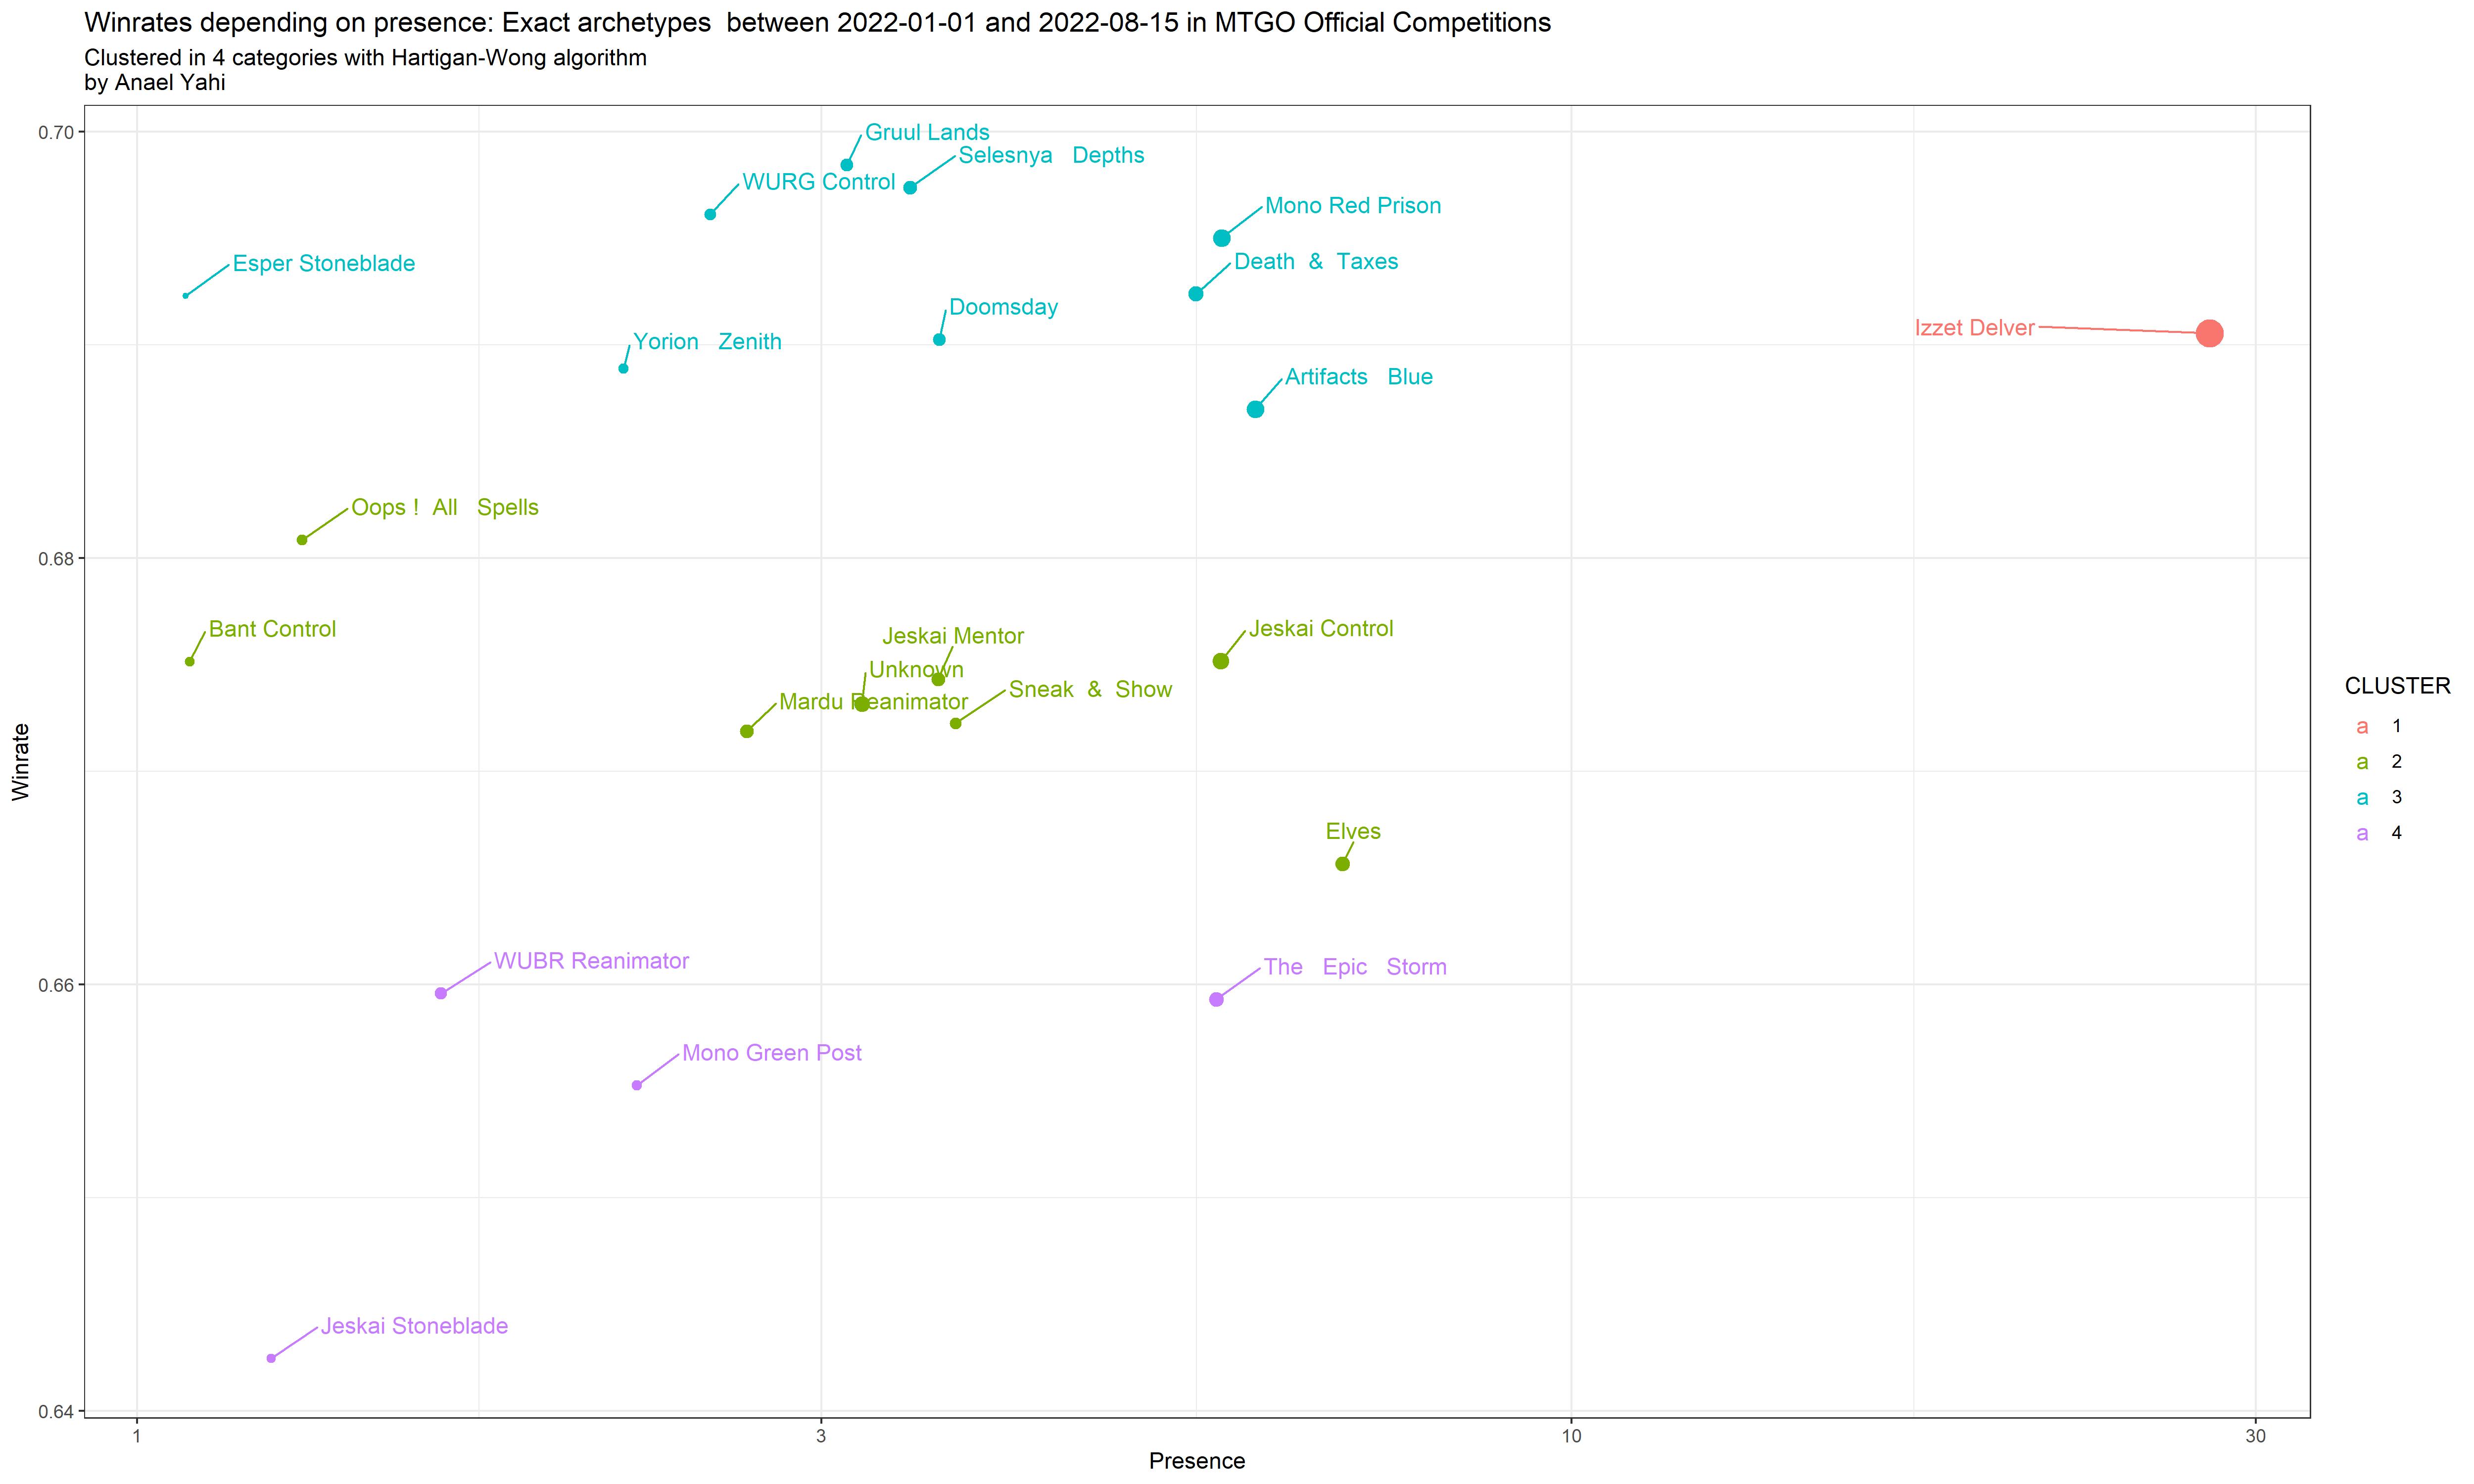 Winrates depending on presence: Exact archetypes  between 2022-01-01 and 2022-08-15 in MTGO Official Competitions
Clustered in 4 categories with Hartigan-Wong algorithm
by Anael Yahi
0.70
Gruul Lands
Selesnya   Depths
WURG Control
Mono Red Prison
Esper Stoneblade
Death  &  Taxes
Doomsday
Izzet Delver
Yorion   Zenith
Artifacts   Blue
Oops !  All   Spells
0.68
Bant Control
Jeskai Mentor
Jeskai Control
Unknown
Sneak  &  Show
Mardu Reanimator
CLUSTER
a 1
a 2
a 3
a 4
Winrate
Elves
WUBR Reanimator
The   Epic   Storm
0.66
Mono Green Post
Jeskai Stoneblade
0.64
1
3
10
30
Presence